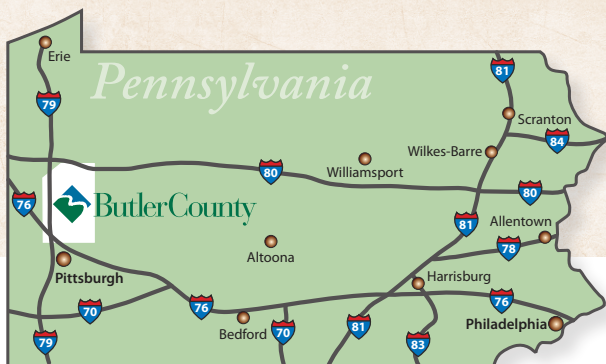 Erie
Pennsylvania
81
79
Scranton
84
Wilkes-Barre
80
Williamsport
80
76
ButlerCounty
81
Allentown
78
Altoona
Pittsburgh
Harrisburg
76
70
76
Bedford
70
81
Philadelphia
79
83